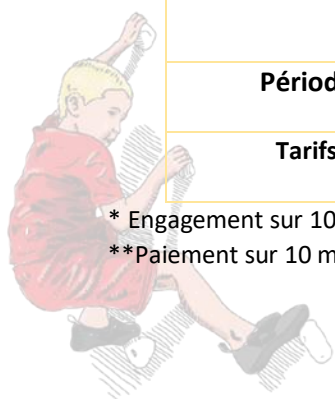 Périod
Tarifs
* Engagement sur 10
**Paiement sur 10 m